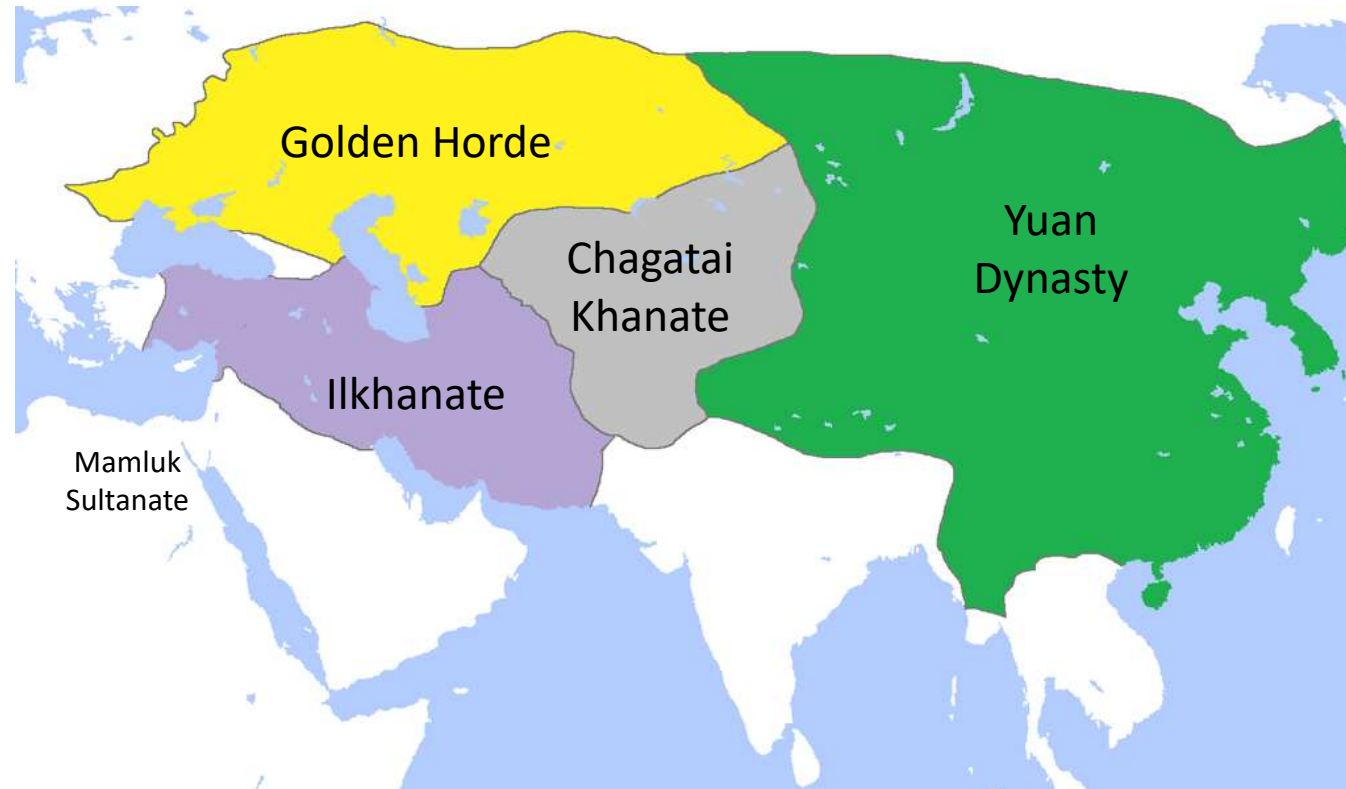 Golden Horde
Yuan
Dynasty
Chagatai
Khanate
Ilkhanate
Mamluk
Sultanate